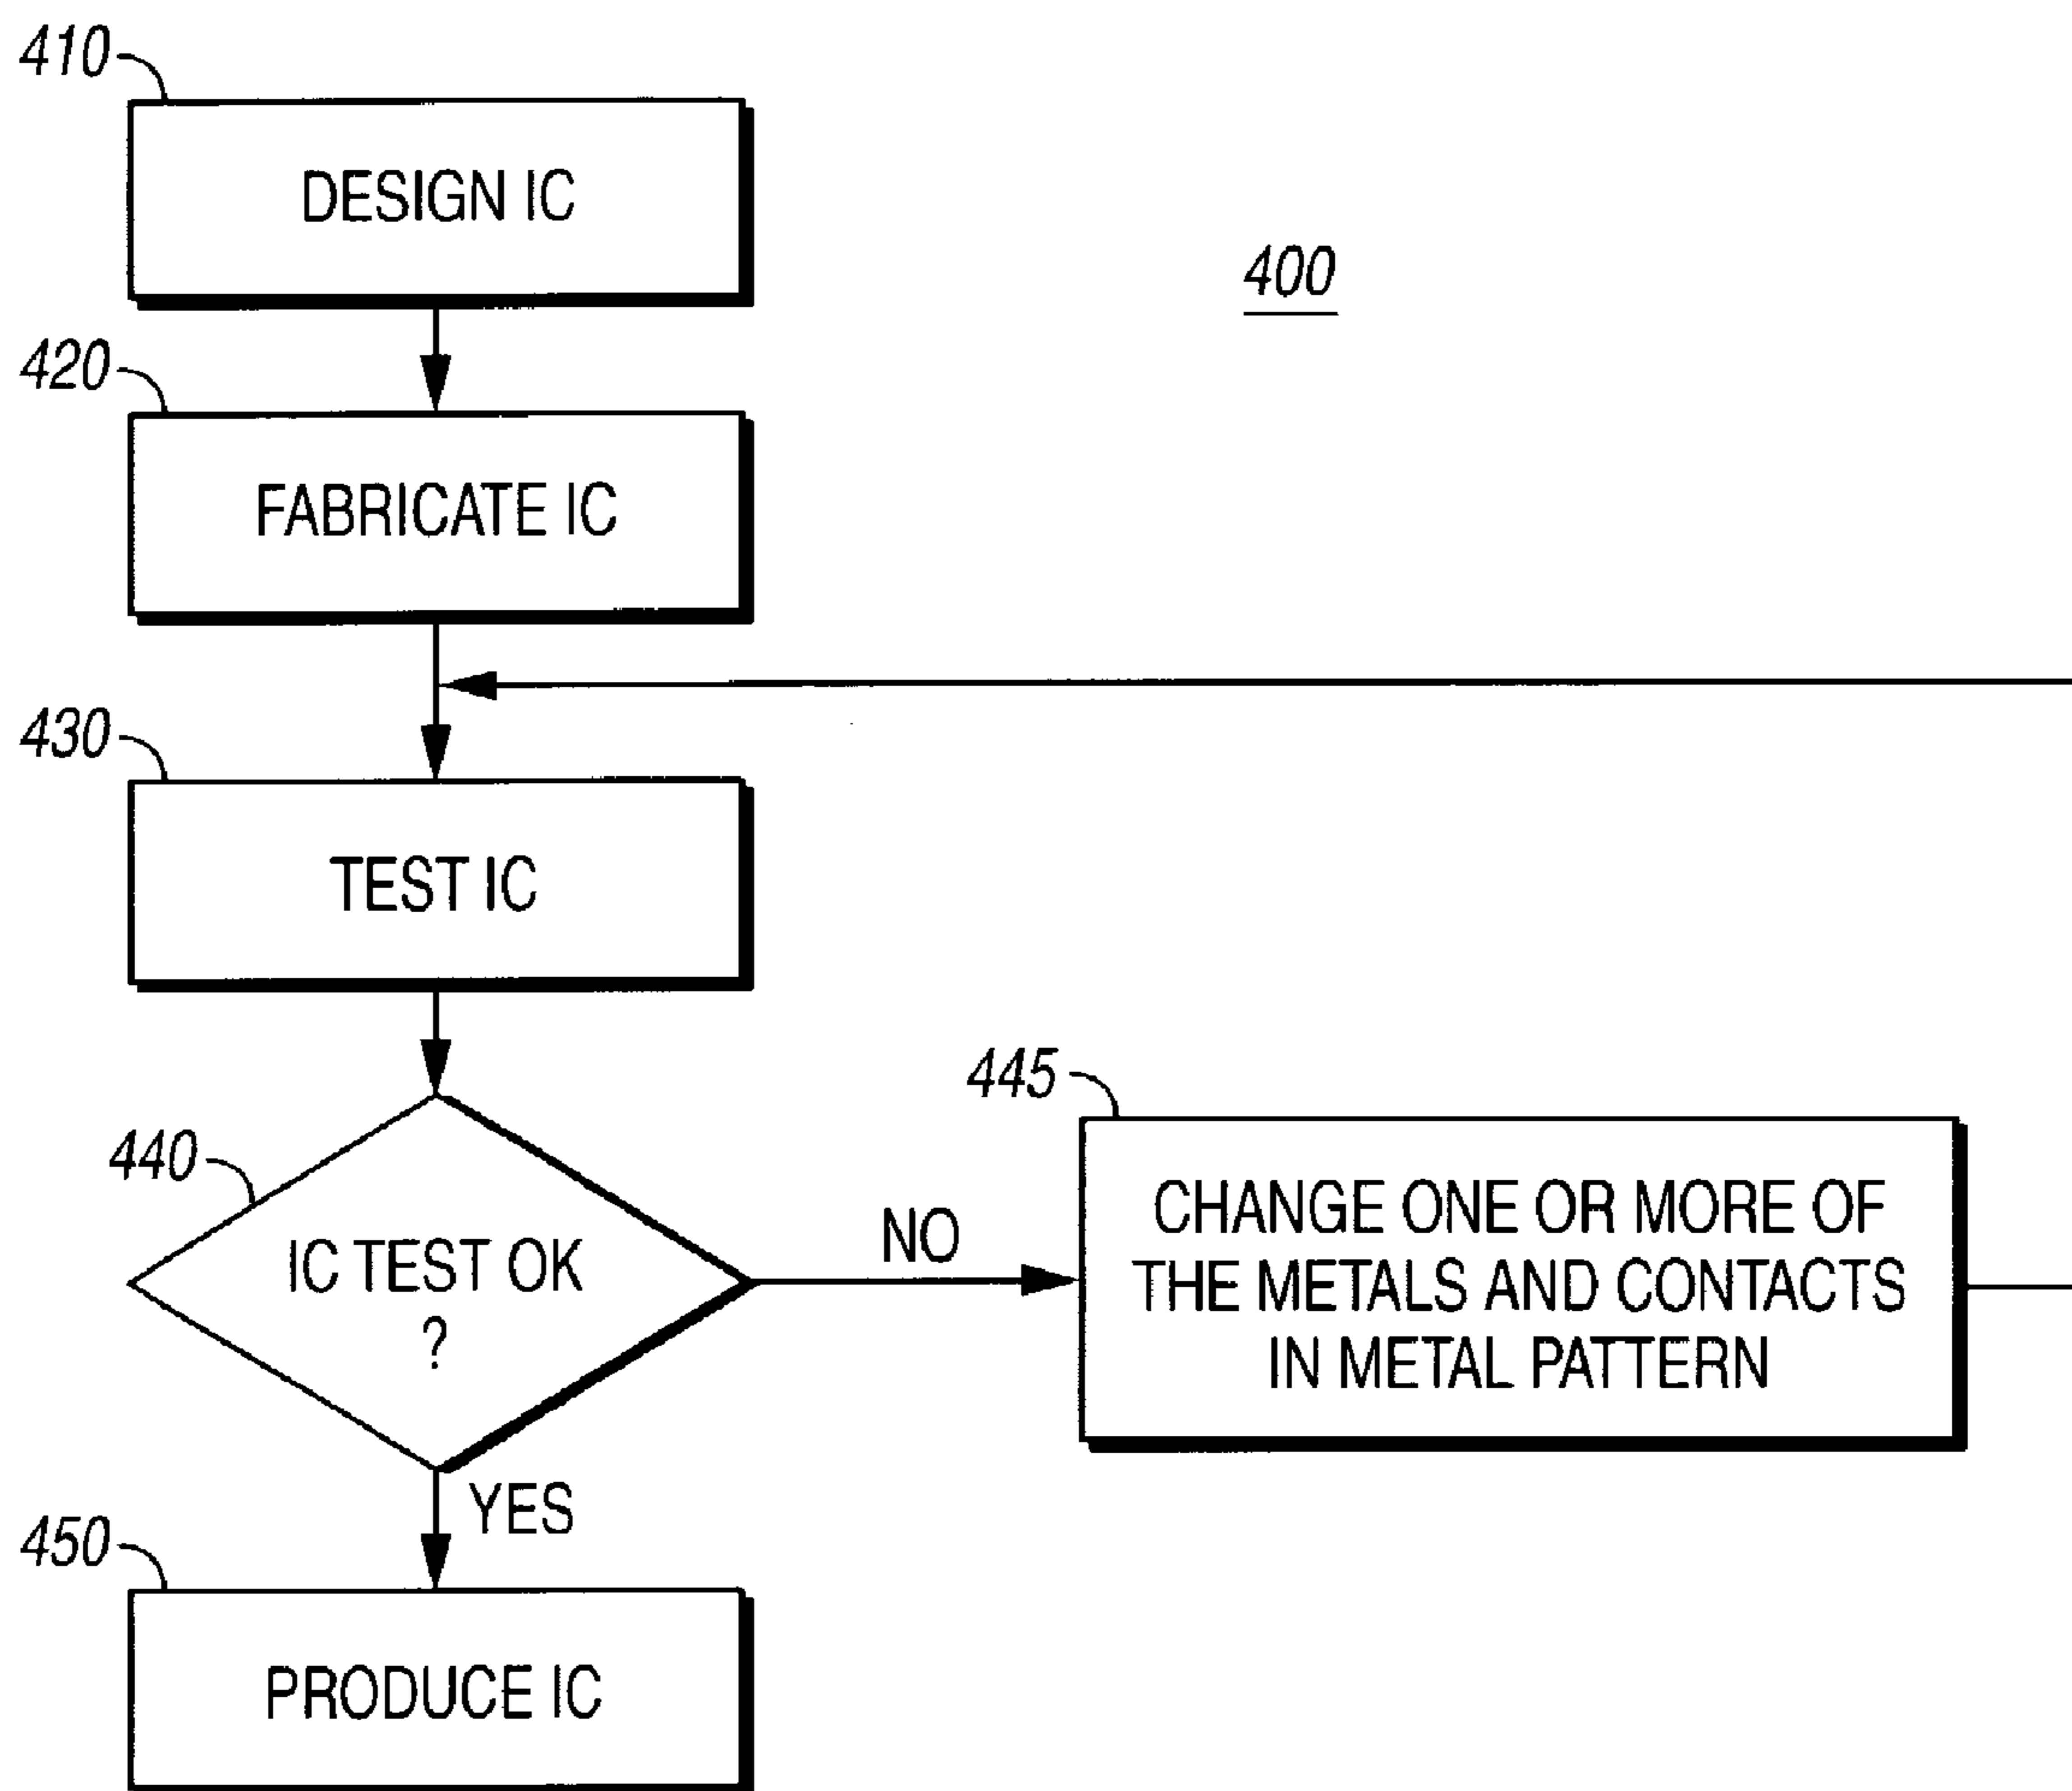 410
DESIGN IC
400
420
FABRICATE IC
430
TEST IC
440
IC TEST OK
?
NO
445
CHANGE ONE OR MORE OF
THE METALS AND CONTACTS
IN METAL PATTERN
YES
450
PRODUCE IC